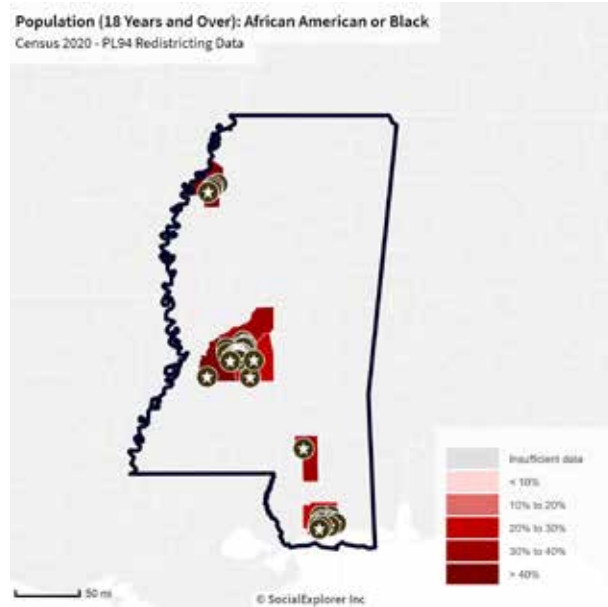 Population (18 Years and Over): African American or Black
Census 2020 - PL94 Redistricting Data
Insufficient data
< 10%
10% to 20%
20% to 30%
30% to 40%
> 40%
50 mi
© SocialExplorer Inc